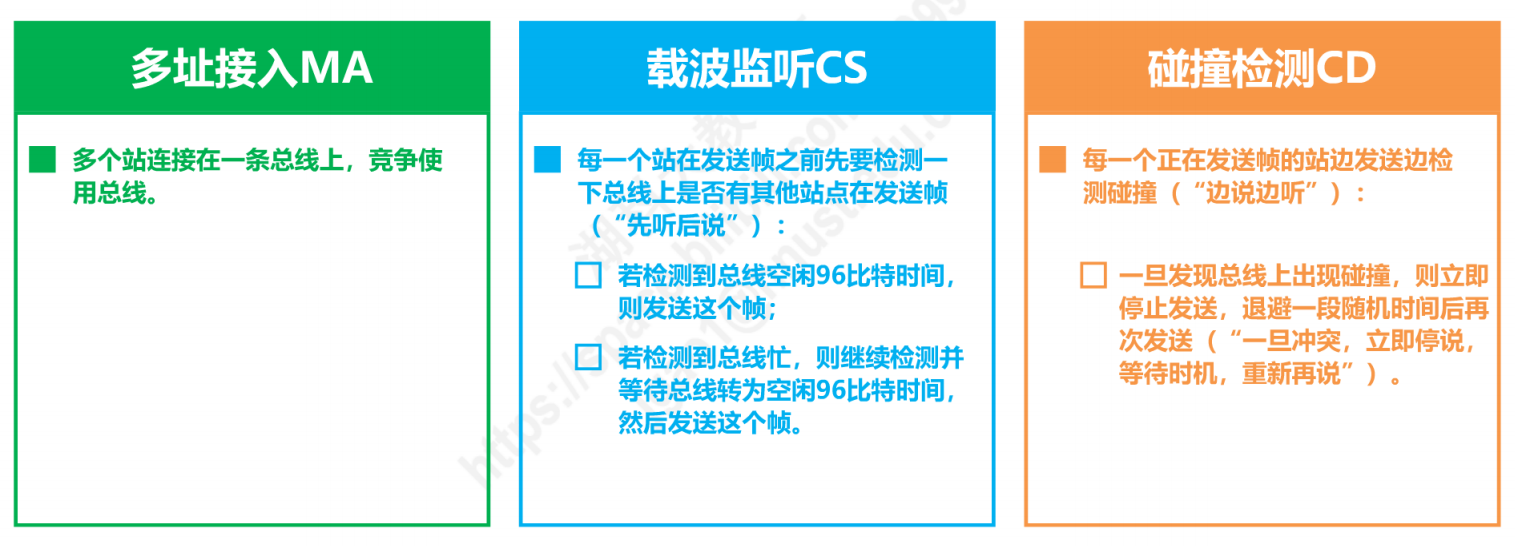 多址接入MA
多个站连接在一条总线上，竞争使
用总线。
载波监听CS
每一个站在发送帧之前先要检测一
下总线上是否有其他站点在发送帧
（“先听后说”）：
若检测到总线空闲96比特时间，
则发送这个帧；
若检测到总线忙，则继续检测并
等待总线转为空闲96比特时间，
然后发送这个帧。
碰撞检测CD
每一个正在发送帧的站边发送边检
测碰撞（“边说边听”）：
一旦发现总线上出现碰撞，则立即
停止发送，退避一段随机时间后再
次发送（“一旦冲突，立即停说，
等待时机，重新再说”）。